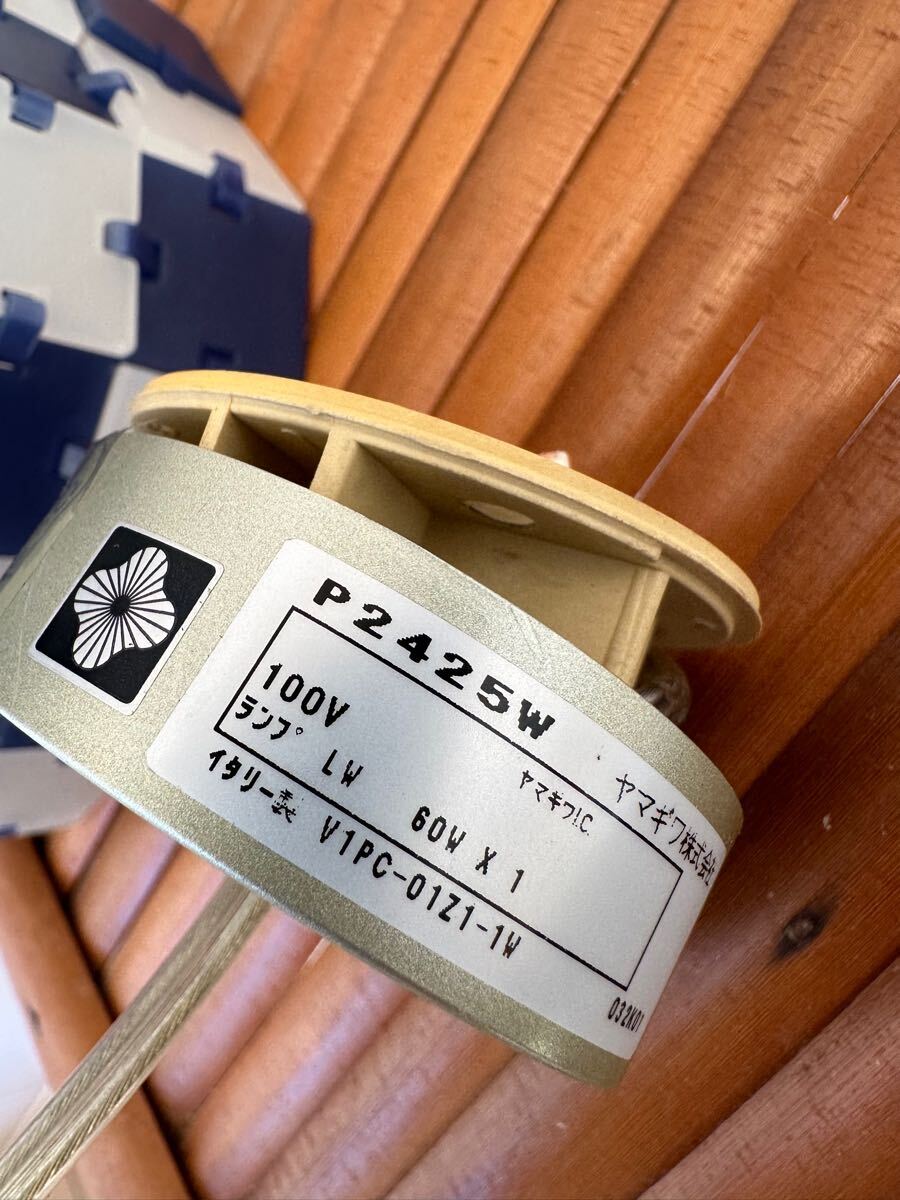 P2425W
ヤマギワ株式会社
100V
ヤマギワI.C.
ランプ LW 60W X 1
イタリー製 V1PC-01Z1-1W
032K01